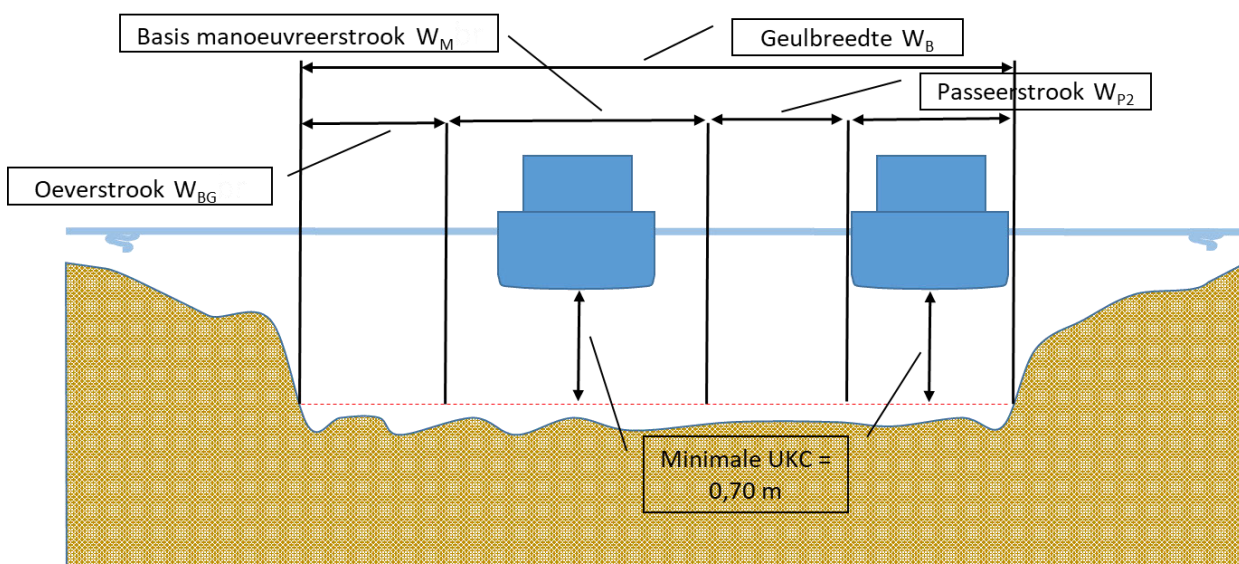 Basis manoeuvreerstrook W_M
Geulbreedte W_B
Passeerstrook W_P2
Oeverstrook W_BG
Minimale UKC =
0,70 m